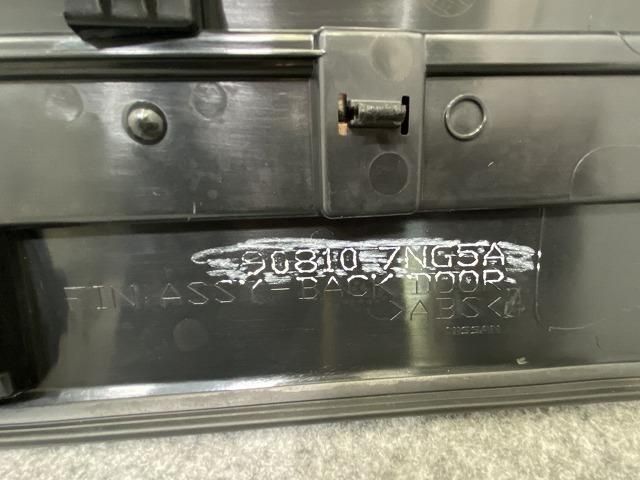 90810 7NG5A
FIN ASSY-BACK DOOR
>ABS<
NISSAN